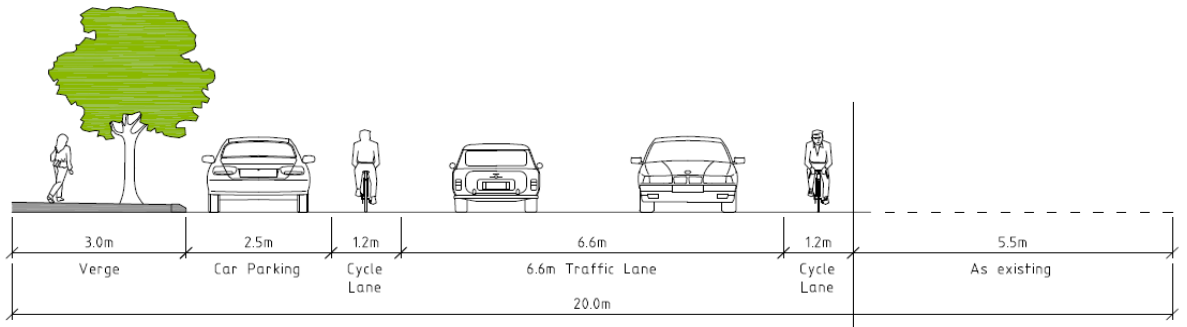 3.0m 2.5m 1.2m 6.6m 1.2m 5.5m
Verge Car Parking Cycle 6.6m Traffic Lane Cycle As existing
Lane Lane
20.0m